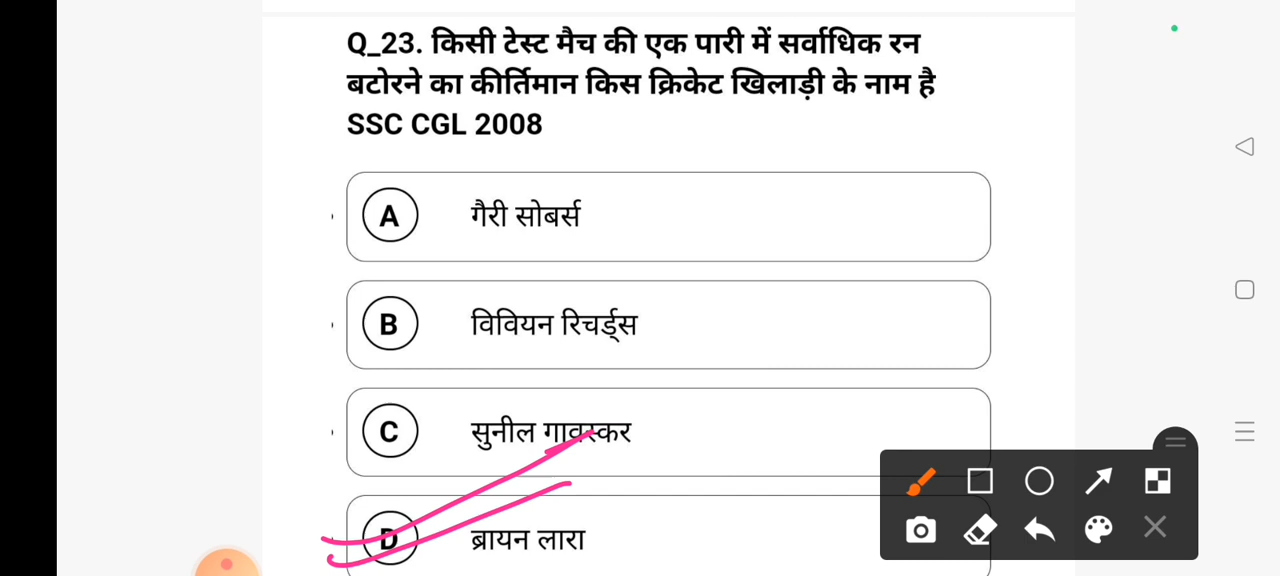 Q_23. किसी टेस्ट मैच की एक पारी में सर्वाधिक रन
बटोरने का कीर्तिमान किस क्रिकेट खिलाड़ी के नाम है
SSC CGL 2008
A गैरी सोबर्स
B विवियन रिचर्ड्स
C सुनील गावस्कर
D ब्रायन लारा